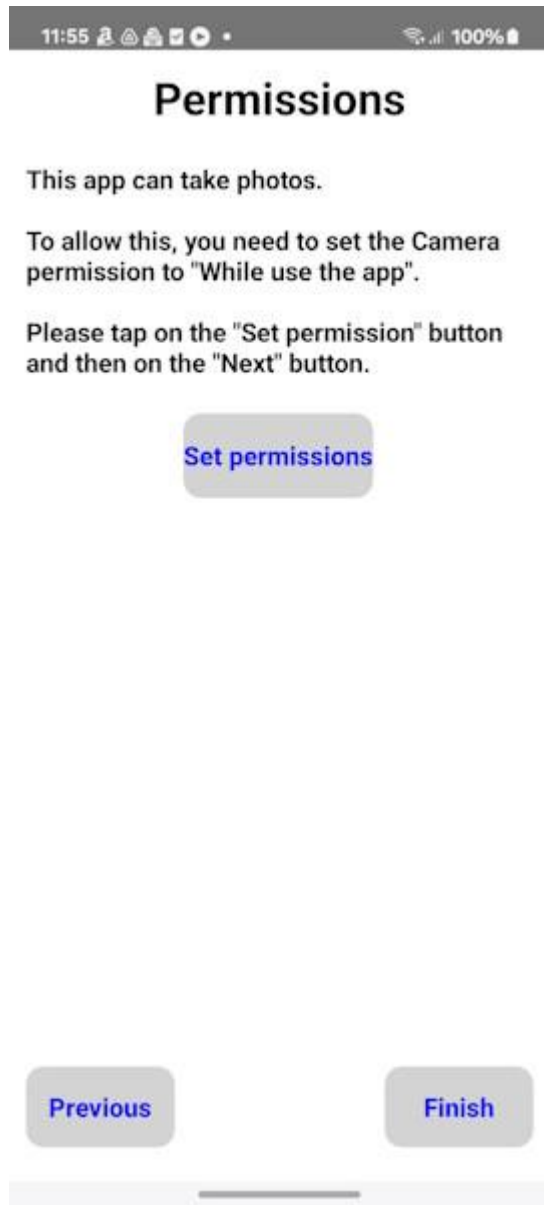 11:55
100%
Permissions
This app can take photos.
To allow this, you need to set the Camera
permission to "While use the app".
Please tap on the "Set permission" button
and then on the "Next" button.
Set permissions
Previous
Finish